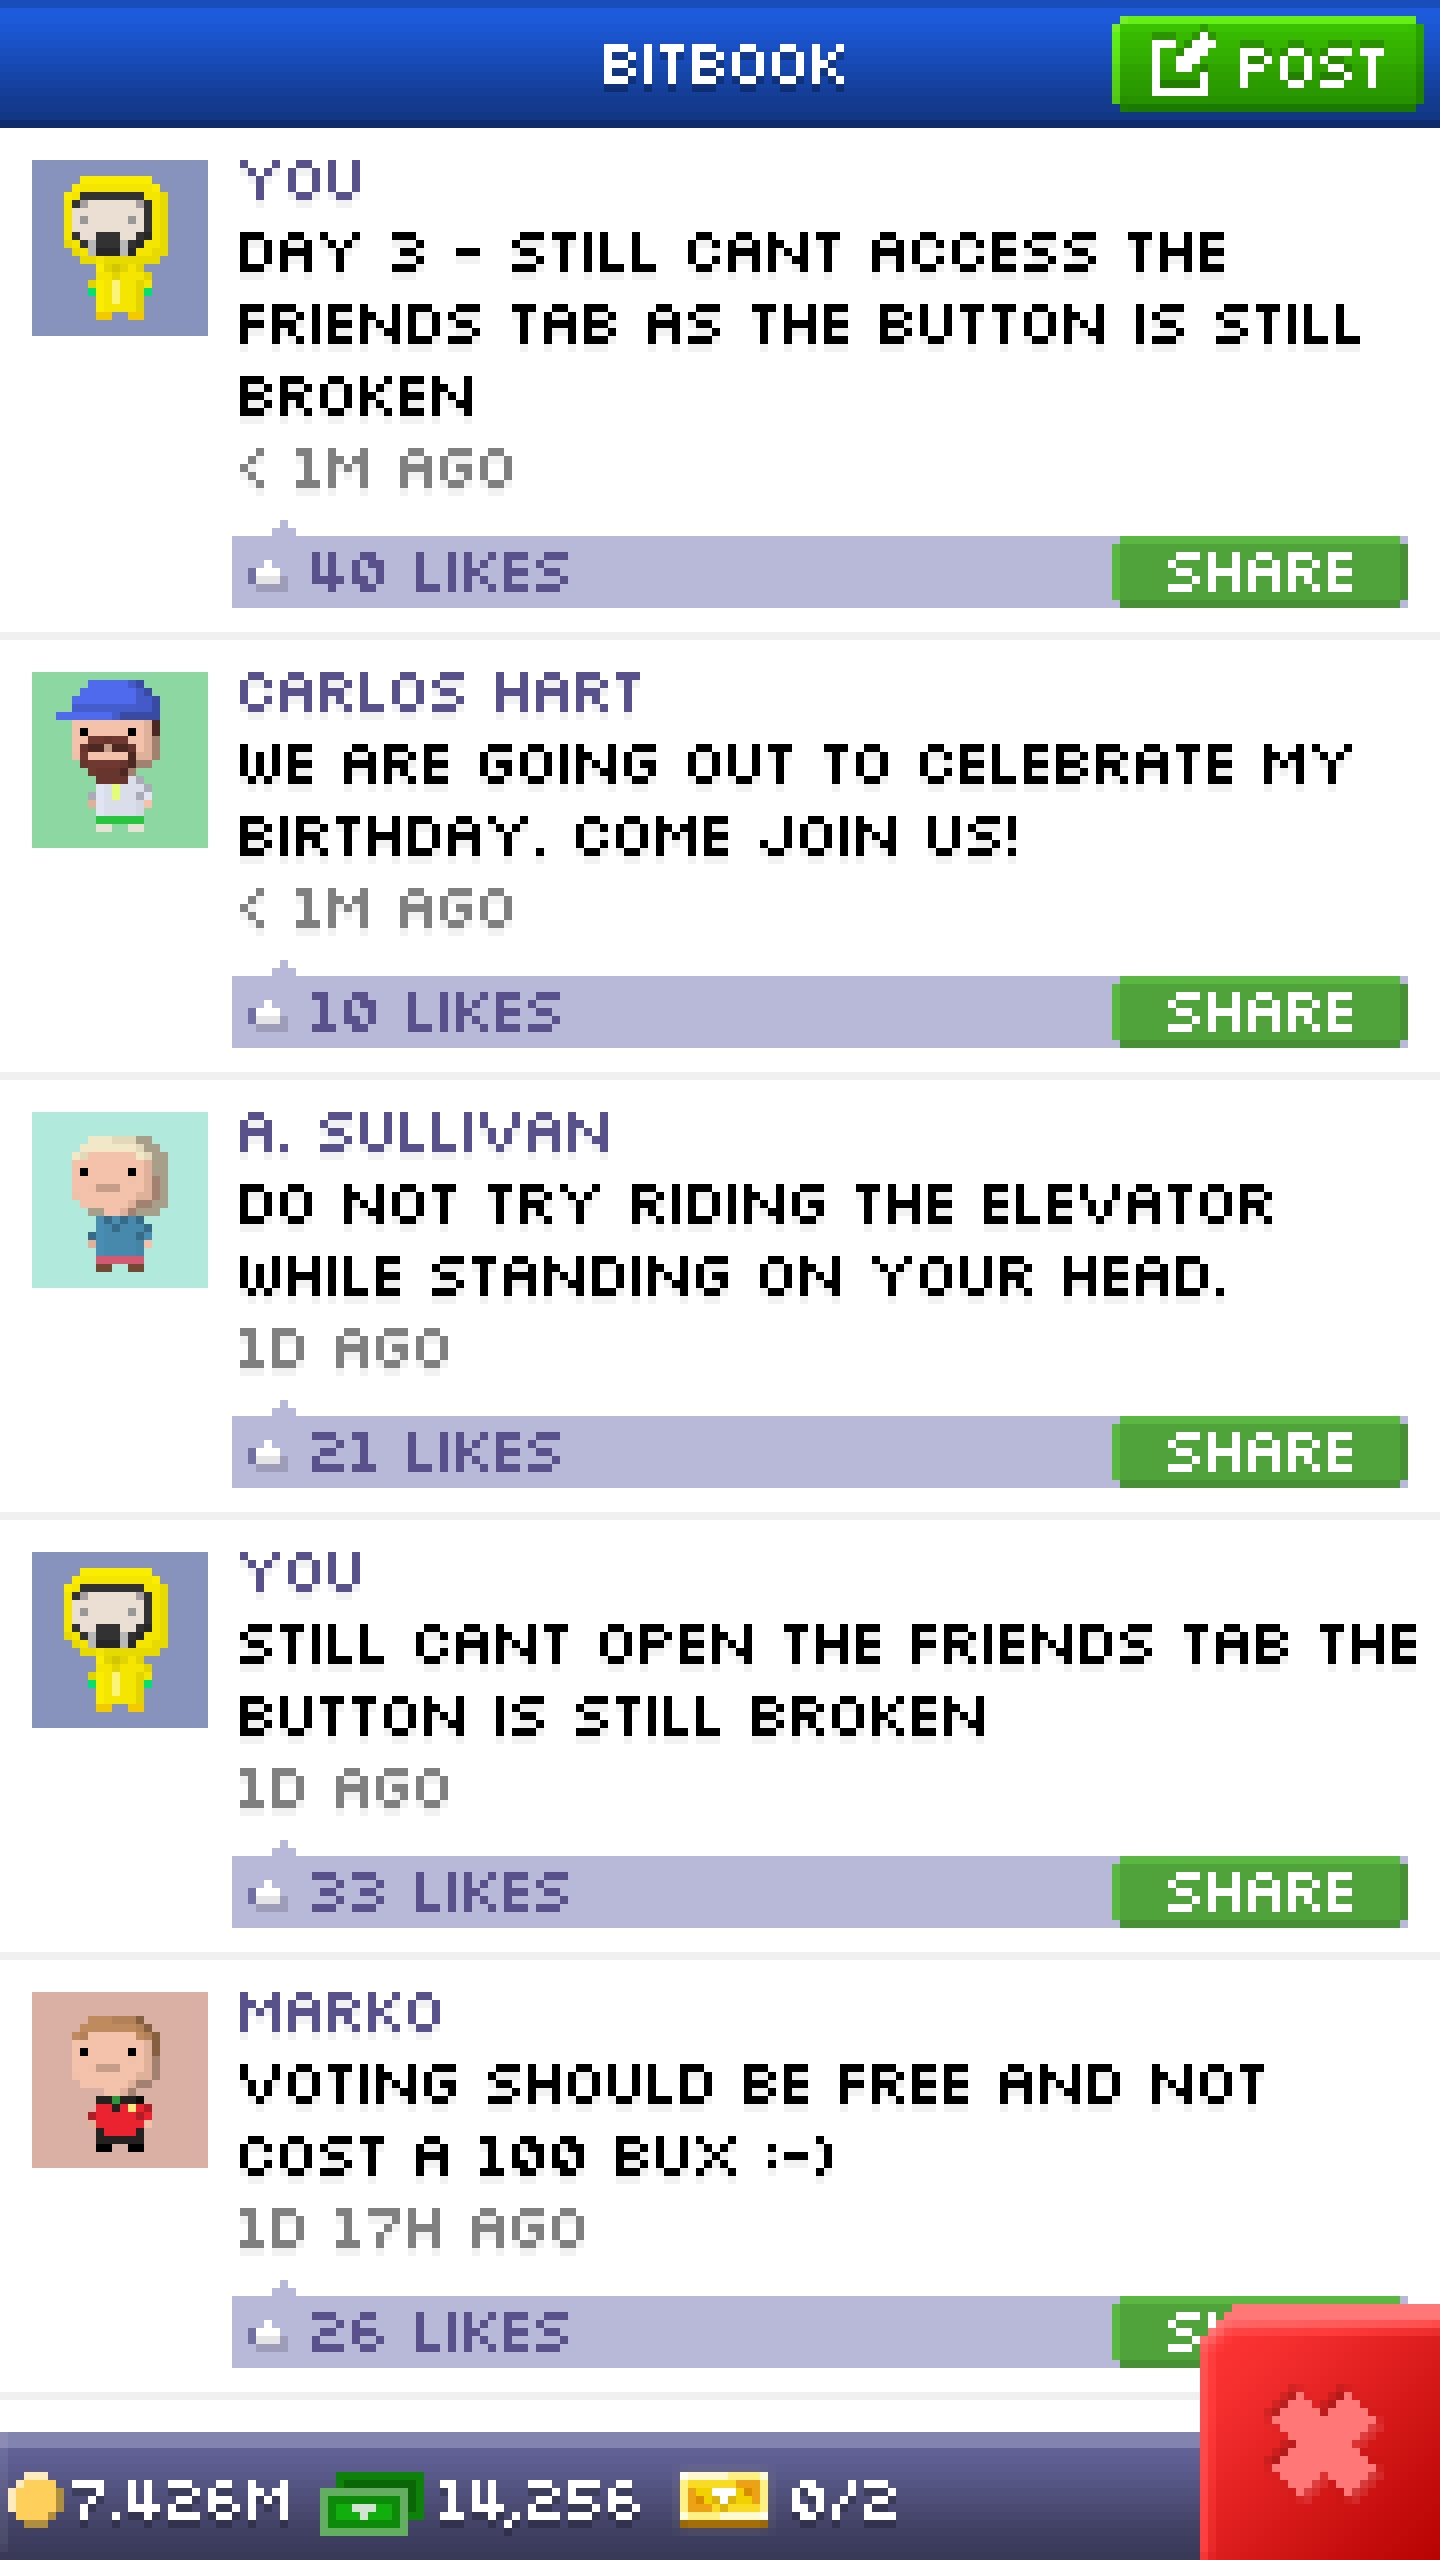 BITBOOK
POST
YOU
DAY 3 - STILL CANT ACCESS THE
FRIENDS TAB AS THE BUTTON IS STILL
BROKEN
< 1M AGO
40 LIKES
SHARE
CARLOS HART
WE ARE GOING OUT TO CELEBRATE MY
BIRTHDAY. COME JOIN US!
< 1M AGO
10 LIKES
SHARE
A. SULLIVAN
DO NOT TRY RIDING THE ELEVATOR
WHILE STANDING ON YOUR HEAD.
1D AGO
21 LIKES
SHARE
YOU
STILL CANT OPEN THE FRIENDS TAB THE
BUTTON IS STILL BROKEN
1D AGO
33 LIKES
SHARE
MARKO
VOTING SHOULD BE FREE AND NOT
COST A 100 BUX :-)
1D 17H AGO
26 LIKES
7.426M 14,256 0/2